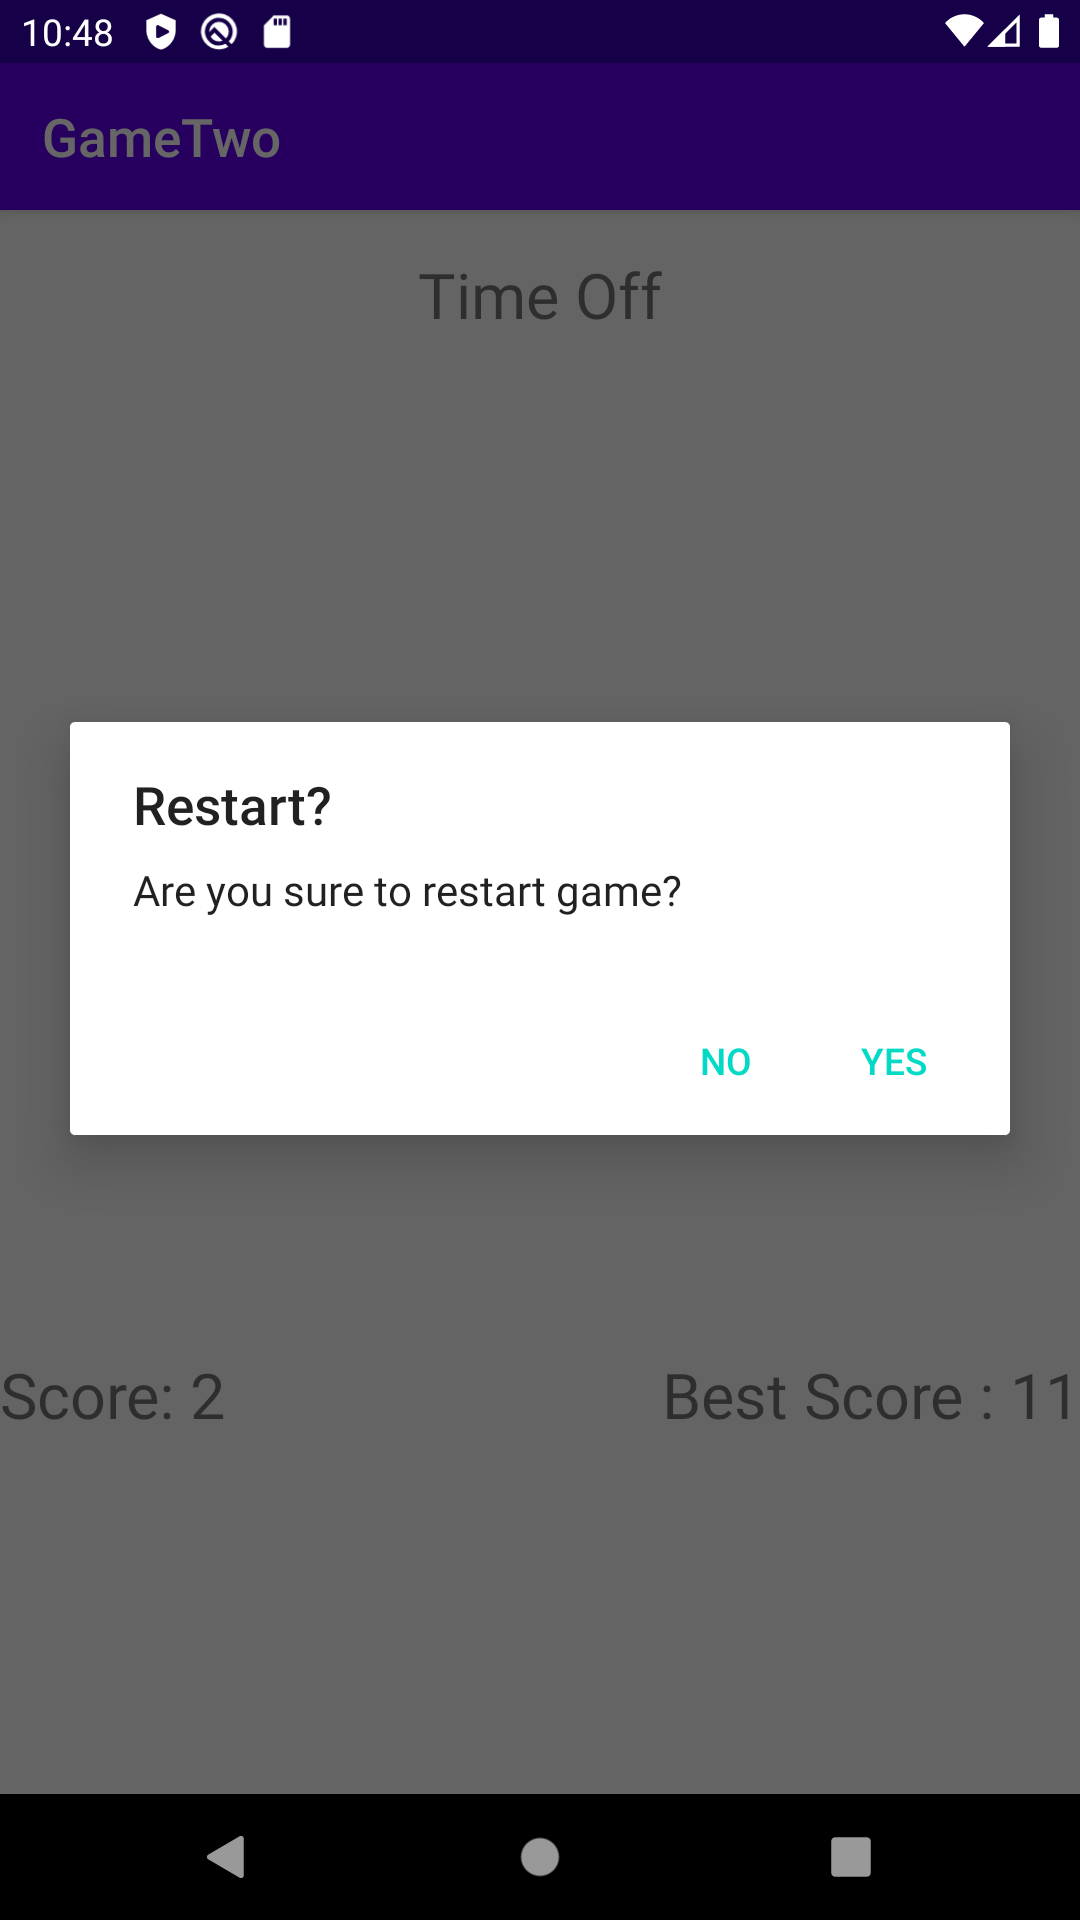 10:48
GameTwo
Time Off
Restart?
Are you sure to restart game?
NO YES
Score: 2 Best Score : 11